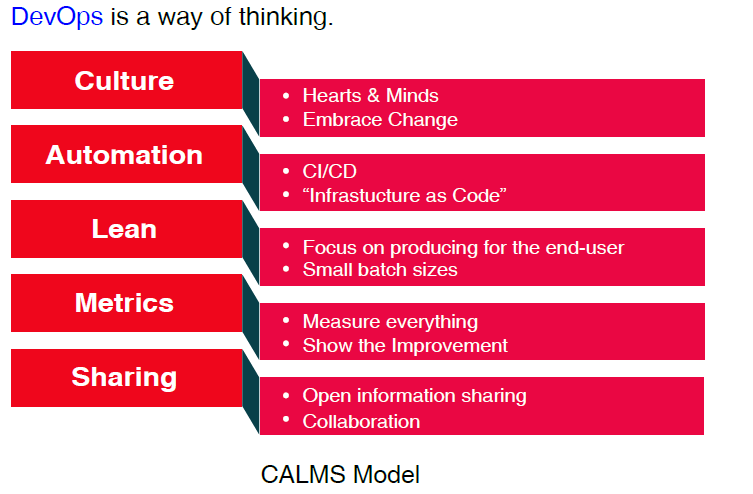 DevOps is a way of thinking.
Culture
• Hearts & Minds
• Embrace Change
Automation
• CI/CD
• “Infrastucture as Code”
Lean
• Focus on producing for the end-user
• Small batch sizes
Metrics
• Measure everything
• Show the Improvement
Sharing
• Open information sharing
• Collaboration
CALMS Model